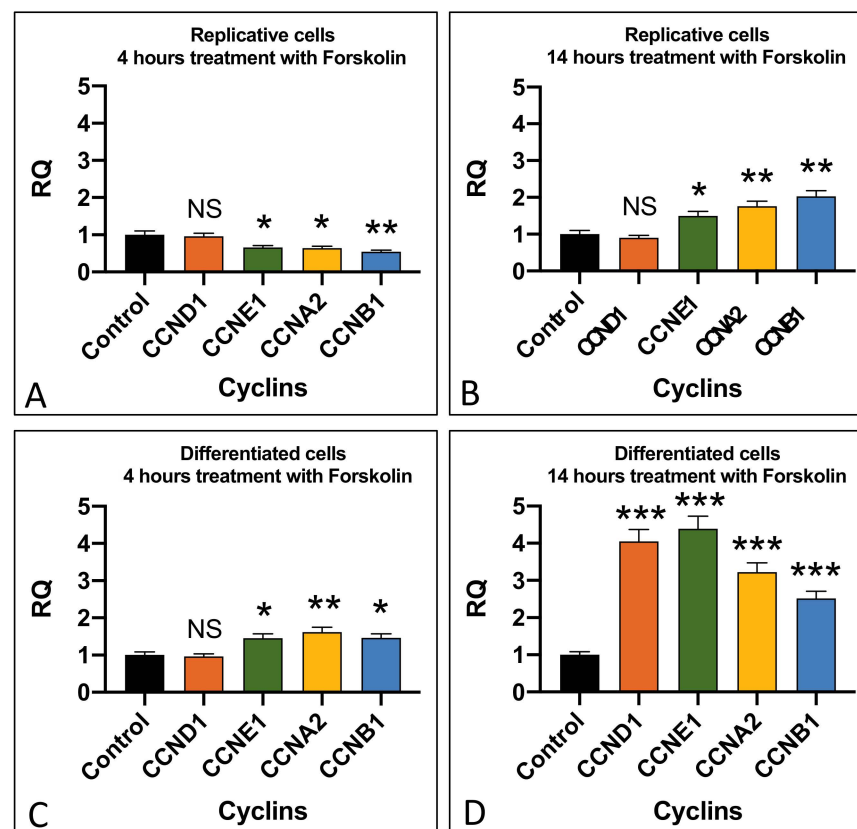 Replicative cells
4 hours treatment with Forskolin
5
4
3
2
1
0
RQ
NS
*
*
**
Control
CCND1
CCNE1
CCNA2
CCNB1
Cyclins
A
Replicative cells
14 hours treatment with Forskolin
5
4
3
2
1
0
RQ
NS
*
**
**
Control
CCND1
CCNE1
CCNA2
CCNB1
Cyclins
B
Differentiated cells
4 hours treatment with Forskolin
5
4
3
2
1
0
RQ
NS
*
**
*
Control
CCND1
CCNE1
CCNA2
CCNB1
Cyclins
C
Differentiated cells
14 hours treatment with Forskolin
5
4
3
2
1
0
RQ
***
***
***
***
Control
CCND1
CCNE1
CCNA2
CCNB1
Cyclins
D